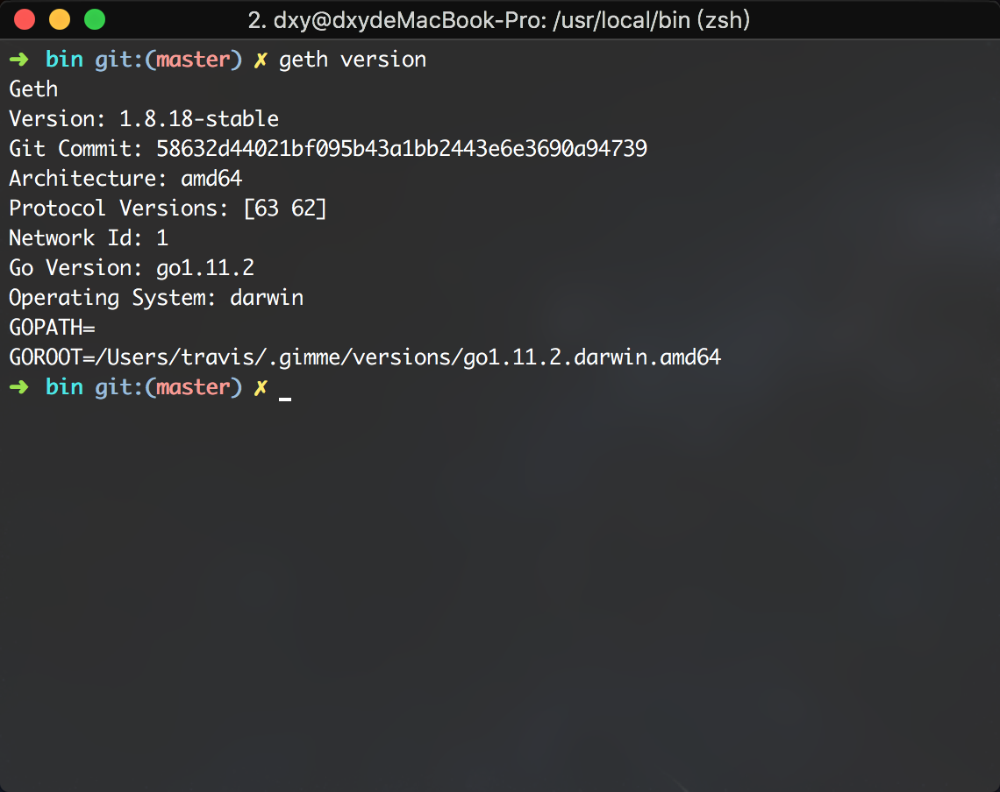 2. dxy@dxydeMacBook-Pro: /usr/local/bin (zsh)
➜ bin git:(master) ✗ geth version
Geth
Version: 1.8.18-stable
Git Commit: 58632d44021bf095b43a1bb2443e6e3690a94739
Architecture: amd64
Protocol Versions: [63 62]
Network Id: 1
Go Version: go1.11.2
Operating System: darwin
GOPATH=
GOROOT=/Users/travis/.gimme/versions/go1.11.2.darwin.amd64
➜ bin git:(master) ✗